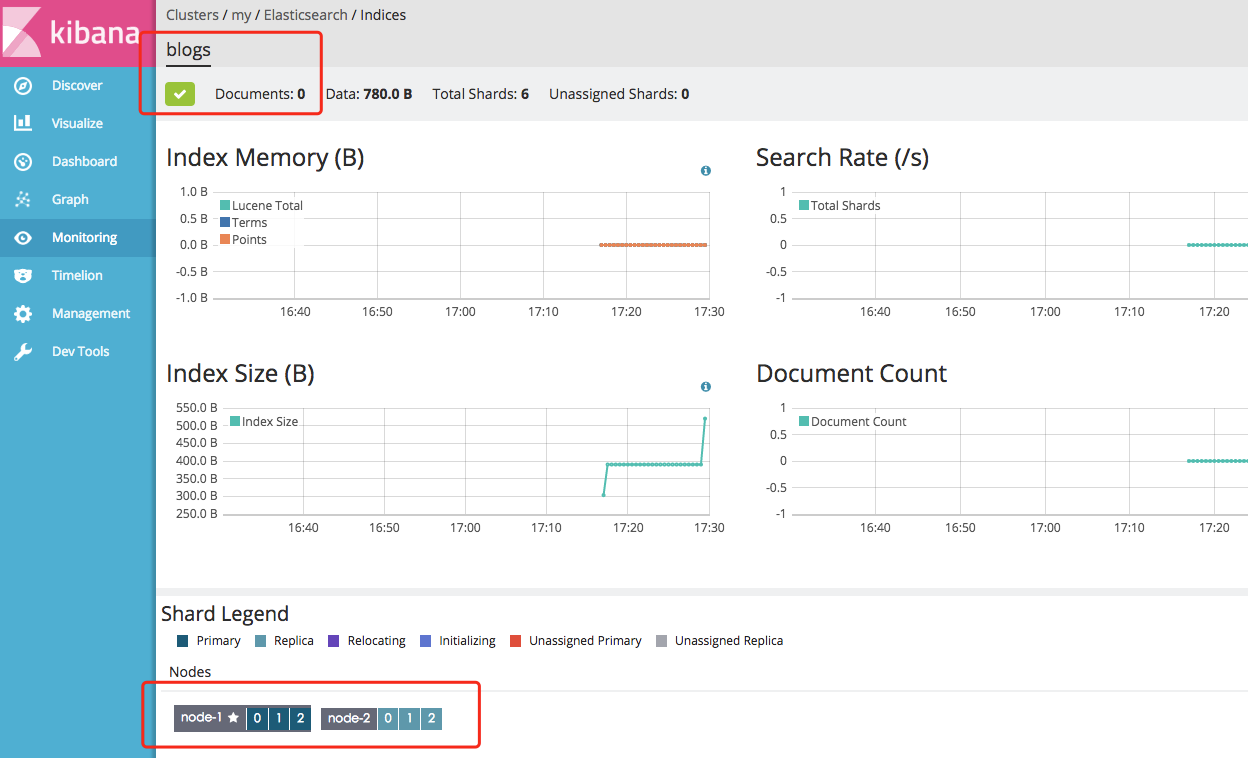 kibana
Clusters / my / Elasticsearch / Indices
blogs
Documents: 0 Data: 780.0 B Total Shards: 6 Unassigned Shards: 0
Discover
Visualize
Dashboard
Graph
Monitoring
Timelion
Management
Dev Tools
Index Memory (B)
1.0 B
0.5 B
0.0 B
-0.5 B
-1.0 B
Lucene Total
Terms
Points
16:40 16:50 17:00 17:10 17:20 17:30
Search Rate (/s)
1
0.5
0
-0.5
-1
Total Shards
16:40 16:50 17:00 17:10 17:20
Index Size (B)
550.0 B
500.0 B
450.0 B
400.0 B
350.0 B
300.0 B
250.0 B
Index Size
16:40 16:50 17:00 17:10 17:20 17:30
Document Count
1
0.5
0
-0.5
-1
Document Count
16:40 16:50 17:00 17:10 17:20
Shard Legend
Primary Replica Relocating Initializing Unassigned Primary Unassigned Replica
Nodes
node-1 ★ 0 1 2 node-2 0 1 2